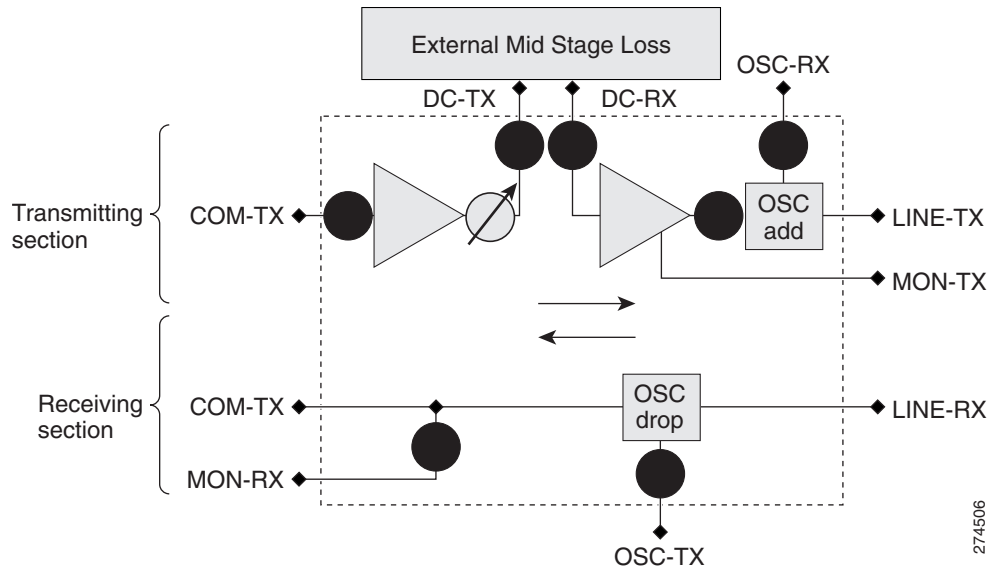 External Mid Stage Loss
OSC-RX
DC-TX
DC-RX
Transmitting
section
COM-TX
OSC
add
LINE-TX
MON-TX
Receiving
section
COM-TX
OSC
drop
LINE-RX
MON-RX
OSC-TX
274506